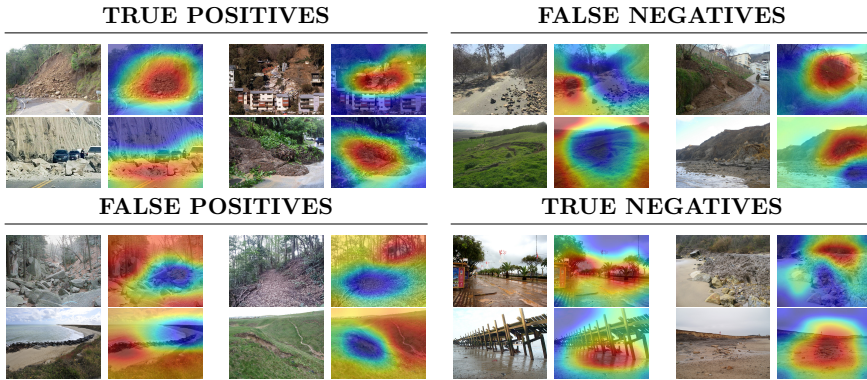 TRUE POSITIVES
FALSE NEGATIVES
FALSE POSITIVES
TRUE NEGATIVES